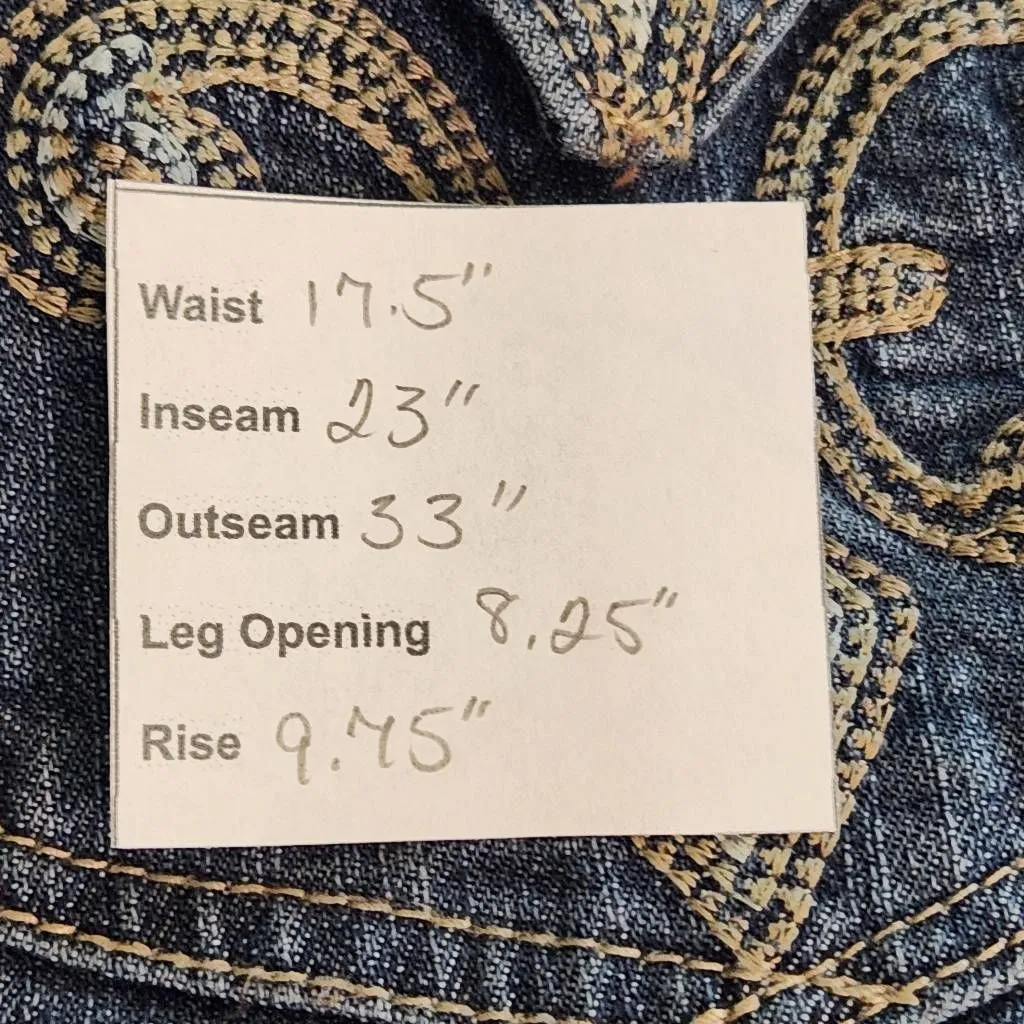 Waist 17.5"
Inseam 23"
Outseam 33"
Leg Opening 8.25"
Rise 9.75"